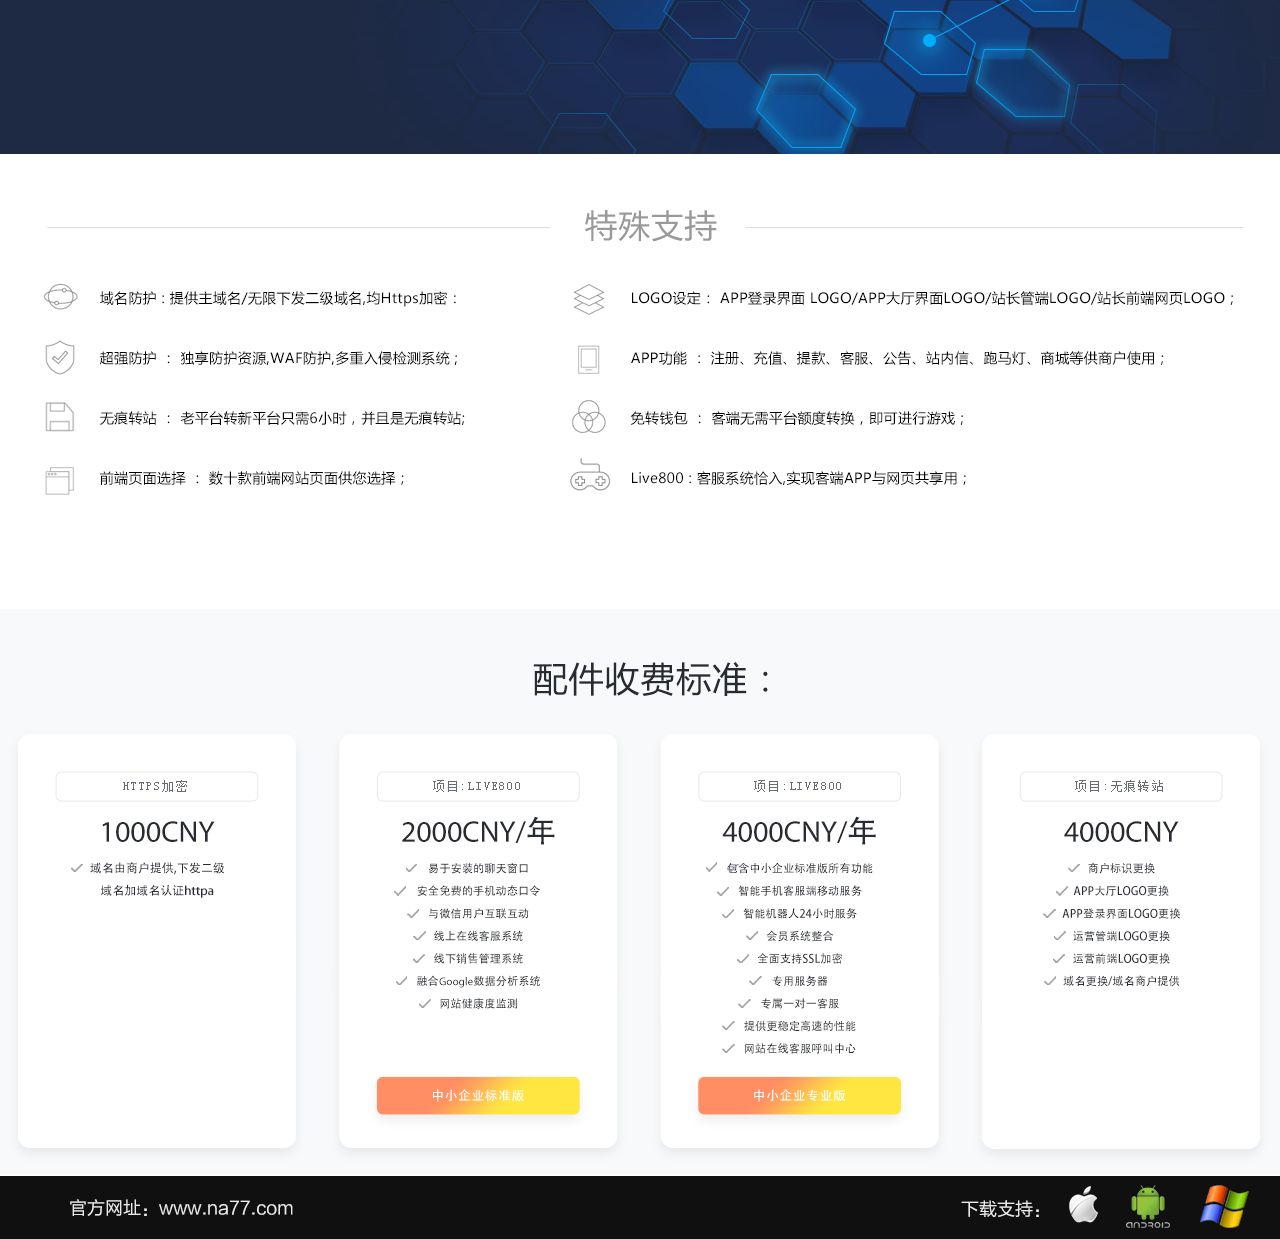 特殊支持
域名防护 : 提供主域名/无限下发二级域名,均Https加密 :
LOGO设定 : APP登录界面 LOGO/APP大厅界面LOGO/站长管端LOGO/站长前端网页LOGO ;
超强防护 : 独享防护资源,WAF防护,多重入侵检测系统 ;
APP功能 : 注册、充值、提款、客服、公告、站内信、跑马灯、商城等供商户使用 ;
无痕转站 : 老平台转新平台只需6小时 , 并且是无痕转站;
免转钱包 : 客端无需平台额度转换 , 即可进行游戏 ;
前端页面选择 : 数十款前端网站页面供您选择 ;
Live800 : 客服系统恰入,实现客端APP与网页共享用 ;
配件收费标准 :
HTTPS加密
1000CNY
域名由商户提供,下发二级
域名加域名认证httpa
项目:LIVE800
2000CNY/年
易于安装的聊天窗口
安全免费的手机动态口令
与微信用户互联互动
线上在线客服系统
线下销售管理系统
融合Google数据分析系统
网站健康度监测
中小企业标准版
项目:LIVE800
4000CNY/年
包含中小企业标准版所有功能
智能手机客服端移动服务
智能机器人24小时服务
会员系统整合
全面支持SSL加密
专用服务器
专属一对一客服
提供更稳定高速的性能
网站在线客服呼叫中心
中小企业专业版
项目:无痕转站
4000CNY
商户标识更换
APP大厅LOGO更换
APP登录界面LOGO更换
运营管端LOGO更换
运营前端LOGO更换
域名更换/域名商户提供
官方网址：www.na77.com
下载支持：
ANDROID